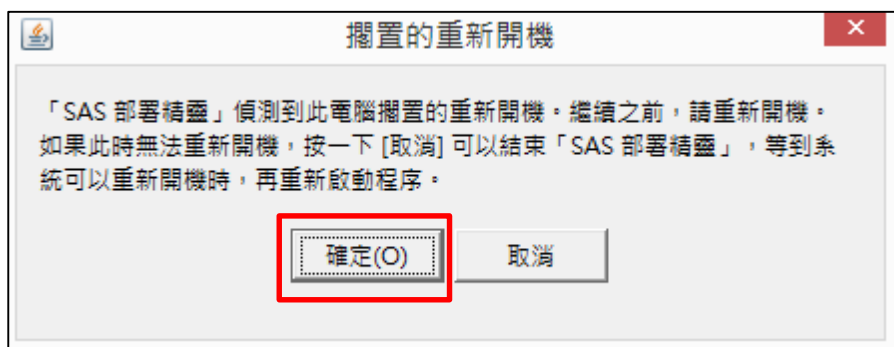 擱置的重新開機
「SAS 部署精靈」偵測到此電腦擱置的重新開機。繼續之前，請重新開機。
如果此時無法重新開機，按一下 [取消] 可以結束「SAS 部署精靈」，等到系
統可以重新開機時，再重新啟動程序。
確定(O) 取消